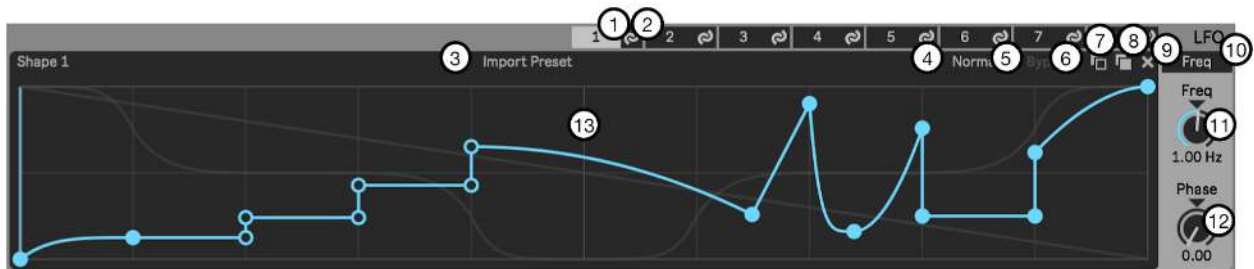 1 2
1 2 3 4 5 6 7 7 8 LFO
Shape 1 3 Import Preset 4 Norma 5 Byp 6 9 Freq 10
Freq
11
1.00 Hz
13
Phase
12
0.00